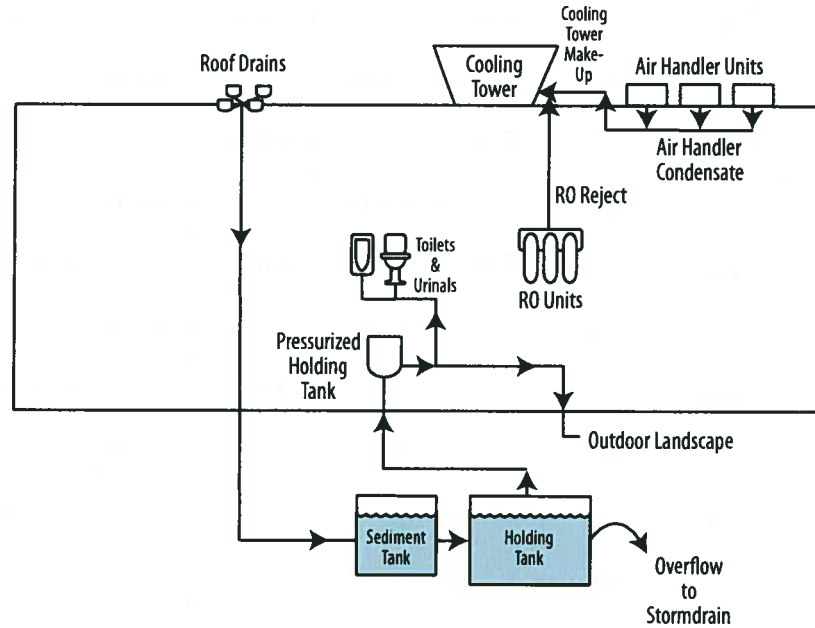 Roof Drains
Cooling
Tower
Cooling
Tower
Make-
Up
Air Handler Units
Air Handler
Condensate
RO Reject
RO Units
Toilets
&
Urinals
Pressurized
Holding
Tank
Outdoor Landscape
Sediment
Tank
Holding
Tank
Overflow
to
Stormdrain